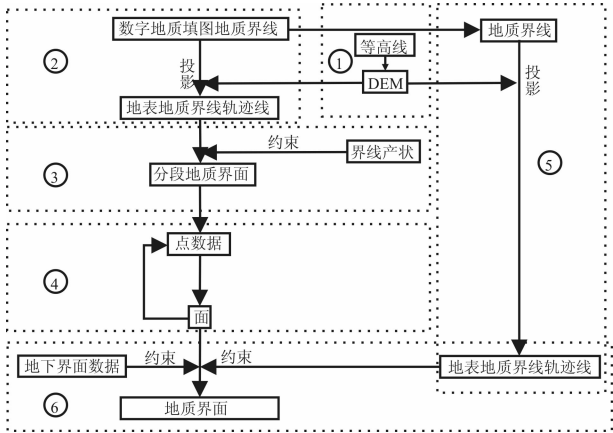 数字地质填图地质界线
地质界线
①
等高线
②
投影
DEM
投影
地表地质界线轨迹线
约束
界线产状
③
分段地质界面
⑤
点数据
④
面
地下界面数据
约束
约束
地表地质界线轨迹线
⑥
地质界面